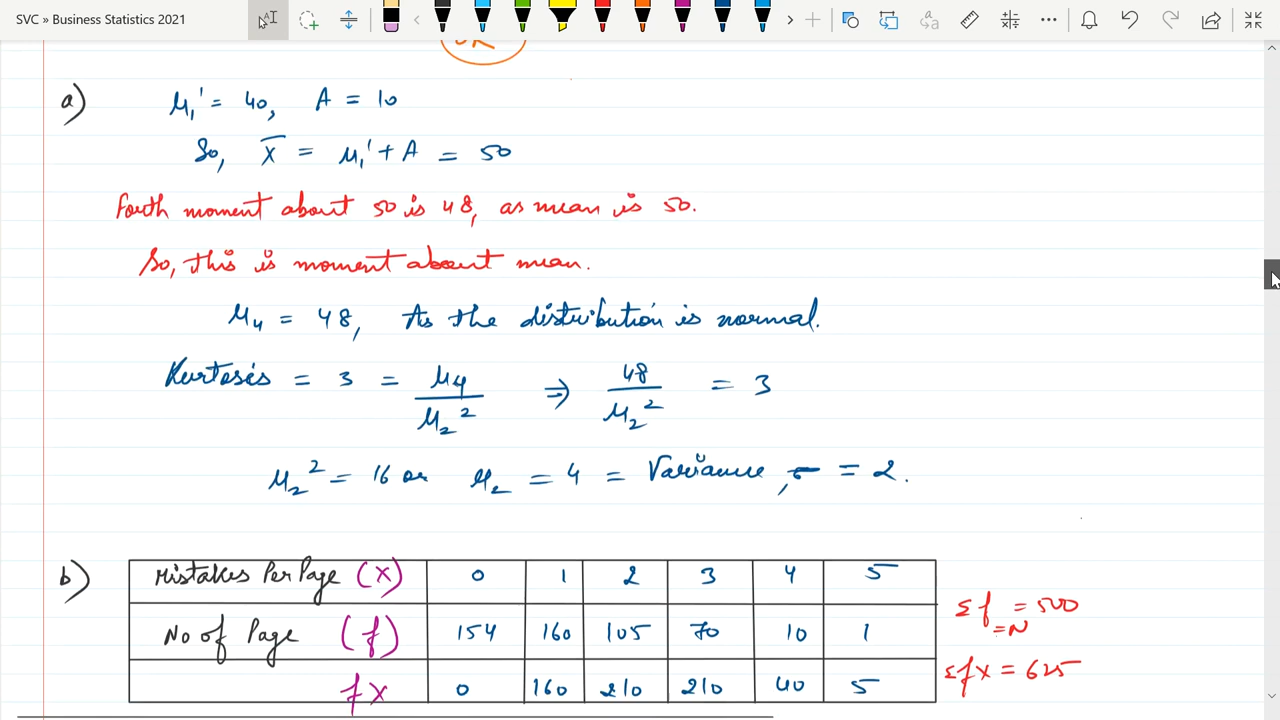 SVC » Business Statistics 2021
OR
a) μ₁' = 40, A = 10
So, X̄ = μ₁' + A = 50
Fouth moment about 50 is 48, as mean is 50.
So, this is moment about mean.
μ₄ = 48, As the distribution is normal.
Kurtosis = 3 = μ₄/μ₂² ⇒ 48/μ₂² = 3
μ₂² = 16 or μ₂ = 4 = Variance, σ = 2.
b) Mistakes Per Page (X) 0 1 2 3 4 5
No of Page (f) 154 160 105 70 10 1 Σf = 500 = N
fx 0 160 210 210 40 5 Σfx = 625